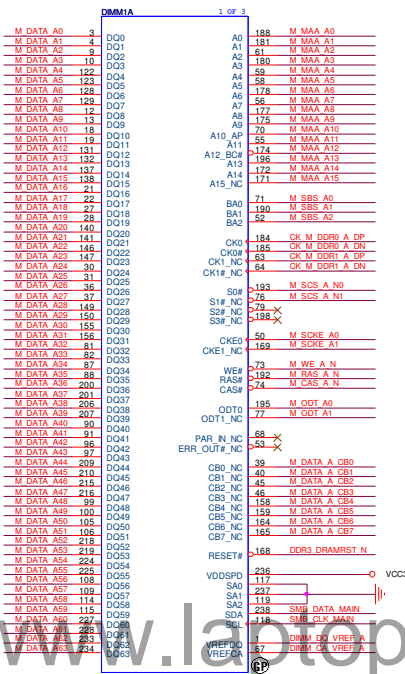 DIMM1A 1 OF 3
M_DATA_A0 3 DQ0
M_DATA_A1 4 DQ1
M_DATA_A2 9 DQ2
M_DATA_A3 10 DQ3
M_DATA_A4 122 DQ4
M_DATA_A5 123 DQ5
M_DATA_A6 128 DQ6
M_DATA_A7 129 DQ7
M_DATA_A8 12 DQ8
M_DATA_A9 13 DQ9
M_DATA_A10 18 DQ10
M_DATA_A11 19 DQ11
M_DATA_A12 131 DQ12
M_DATA_A13 132 DQ13
M_DATA_A14 137 DQ14
M_DATA_A15 138 DQ15
M_DATA_A16 21 DQ16
M_DATA_A17 22 DQ17
M_DATA_A18 27 DQ18
M_DATA_A19 28 DQ19
M_DATA_A20 140 DQ20
M_DATA_A21 141 DQ21
M_DATA_A22 146 DQ22
M_DATA_A23 147 DQ23
M_DATA_A24 30 DQ24
M_DATA_A25 31 DQ25
M_DATA_A26 36 DQ26
M_DATA_A27 37 DQ27
M_DATA_A28 149 DQ28
M_DATA_A29 150 DQ29
M_DATA_A30 155 DQ30
M_DATA_A31 156 DQ31
M_DATA_A32 81 DQ32
M_DATA_A33 82 DQ33
M_DATA_A34 87 DQ34
M_DATA_A35 88 DQ35
M_DATA_A36 200 DQ36
M_DATA_A37 201 DQ37
M_DATA_A38 206 DQ38
M_DATA_A39 207 DQ39
M_DATA_A40 90 DQ40
M_DATA_A41 91 DQ41
M_DATA_A42 96 DQ42
M_DATA_A43 97 DQ43
M_DATA_A44 209 DQ44
M_DATA_A45 210 DQ45
M_DATA_A46 215 DQ46
M_DATA_A47 216 DQ47
M_DATA_A48 99 DQ48
M_DATA_A49 100 DQ49
M_DATA_A50 105 DQ50
M_DATA_A51 106 DQ51
M_DATA_A52 218 DQ52
M_DATA_A53 219 DQ53
M_DATA_A54 224 DQ54
M_DATA_A55 225 DQ55
M_DATA_A56 108 DQ56
M_DATA_A57 109 DQ57
M_DATA_A58 114 DQ58
M_DATA_A59 115 DQ59
M_DATA_A60 227 DQ60
M_DATA_A61 228 DQ61
M_DATA_A62 233 DQ62
M_DATA_A63 234 DQ63
A0 188 M_MAA_A0
A1 181 M_MAA_A1
A2 61 M_MAA_A2
A3 180 M_MAA_A3
A4 59 M_MAA_A4
A5 58 M_MAA_A5
A6 178 M_MAA_A6
A7 56 M_MAA_A7
A8 177 M_MAA_A8
A9 175 M_MAA_A9
A10_AP 70 M_MAA_A10
A11 55 M_MAA_A11
A12_BC# 174 M_MAA_A12
A13 196 M_MAA_A13
A14 172 M_MAA_A14
A15_NC 171 M_MAA_A15
BA0 71 M_SBS_A0
BA1 190 M_SBS_A1
BA2 52 M_SBS_A2
CK0 184 CK_M_DDR0_A_DP
CK0# 185 CK_M_DDR0_A_DN
CK1_NC 63 CK_M_DDR1_A_DP
CK1#_NC 64 CK_M_DDR1_A_DN
S0# 193 M_SCS_A_N0
S1#_NC 76 M_SCS_A_N1
S2#_NC 79
S3#_NC 198
CKE0 50 M_SCKE_A0
CKE1_NC 169 M_SCKE_A1
WE# 73 M_WE_A_N
RAS# 192 M_RAS_A_N
CAS# 74 M_CAS_A_N
ODT0 195 M_ODT_A0
ODT1_NC 77 M_ODT_A1
PAR_IN_NC 68
ERR_OUT#_NC 53
CB0_NC 39 M_DATA_A_CB0
CB1_NC 40 M_DATA_A_CB1
CB2_NC 45 M_DATA_A_CB2
CB3_NC 46 M_DATA_A_CB3
CB4_NC 158 M_DATA_A_CB4
CB5_NC 159 M_DATA_A_CB5
CB6_NC 164 M_DATA_A_CB6
CB7_NC 165 M_DATA_A_CB7
RESET# 168 DDR3_DRAMRST_N
VDDSPD 236 VCC3
SA0 117
SA1 237
SA2 119
SDA 238 SMB_DATA_MAIN
SCL 118 SMB_CLK_MAIN
VREFDQ 1 DIMM_DQ_VREF_A
VREFCA 67 DIMM_CA_VREF_A
GP
www.laptop